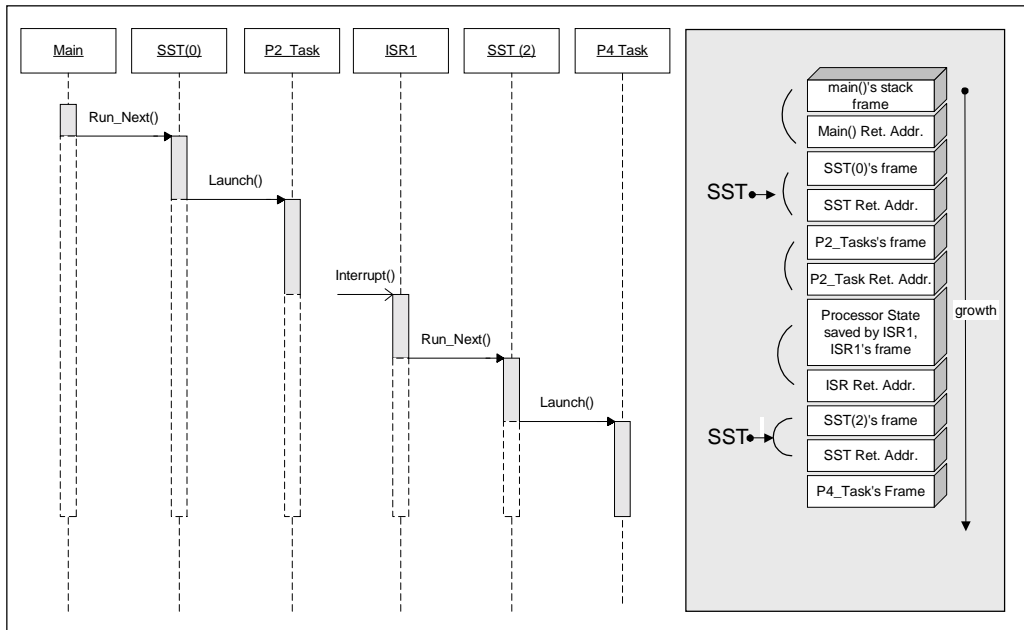 Main
SST(0)
P2_Task
ISR1
SST (2)
P4 Task
Run_Next()
Launch()
Interrupt()
Run_Next()
Launch()
main()'s stack
frame
Main() Ret. Addr.
SST(0)'s frame
SST
SST Ret. Addr.
P2_Tasks's frame
P2_Task Ret. Addr.
Processor State
saved by ISR1,
ISR1's frame
growth
ISR Ret. Addr.
SST(2)'s frame
SST
SST Ret. Addr.
P4_Task's Frame